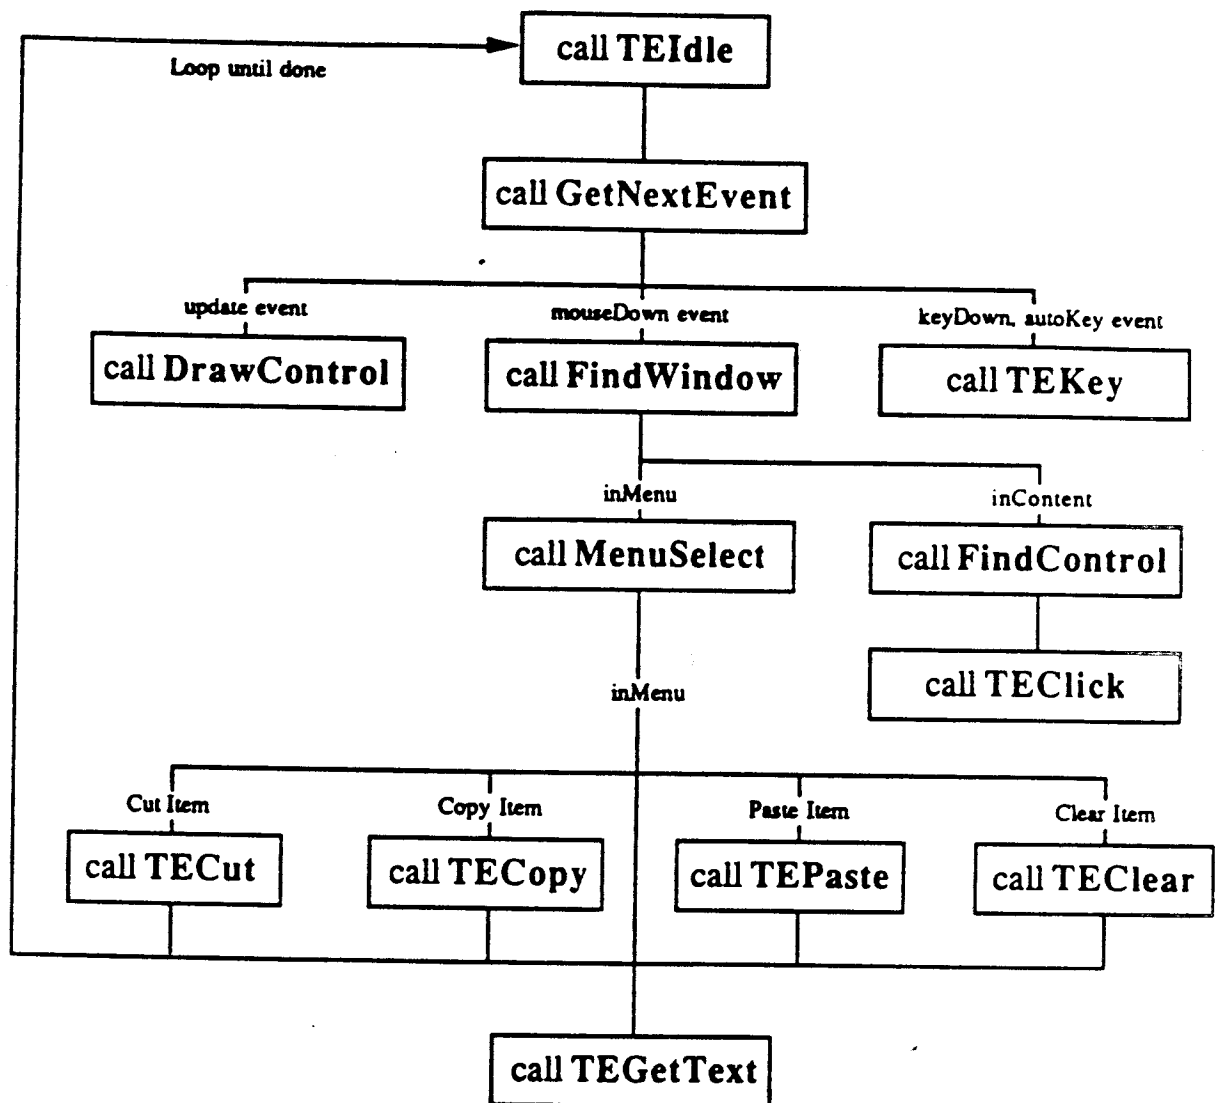 call TEIdle
Loop until done
call GetNextEvent
update event
mouseDown event
keyDown, autoKey event
call DrawControl
call FindWindow
call TEKey
inMenu
inContent
call MenuSelect
call FindControl
call TEClick
inMenu
Cut Item
Copy Item
Paste Item
Clear Item
call TECut
call TECopy
call TEPaste
call TEClear
call TEGetText